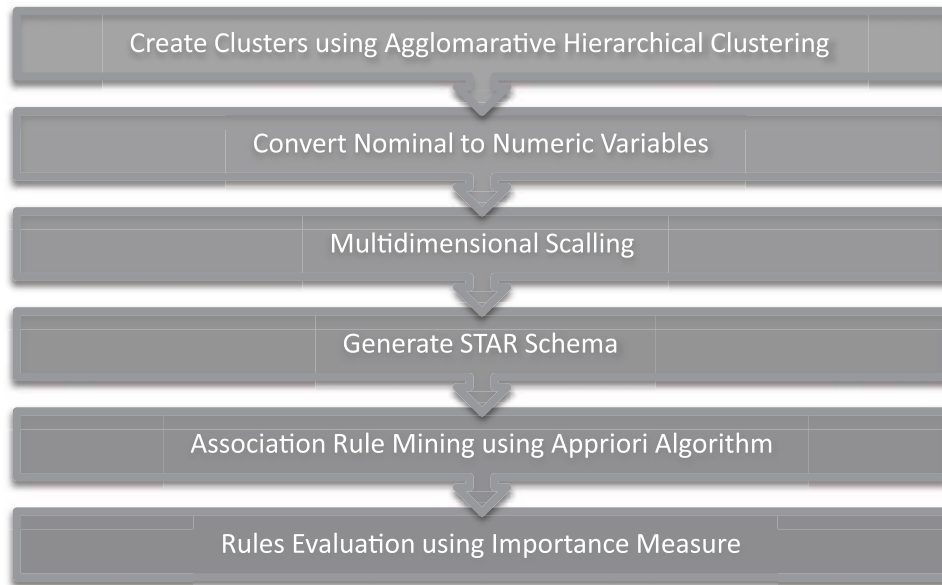 Create Clusters using Agglomarative Hierarchical Clustering
Convert Nominal to Numeric Variables
Multidimensional Scalling
Generate STAR Schema
Association Rule Mining using Appriori Algorithm
Rules Evaluation using Importance Measure